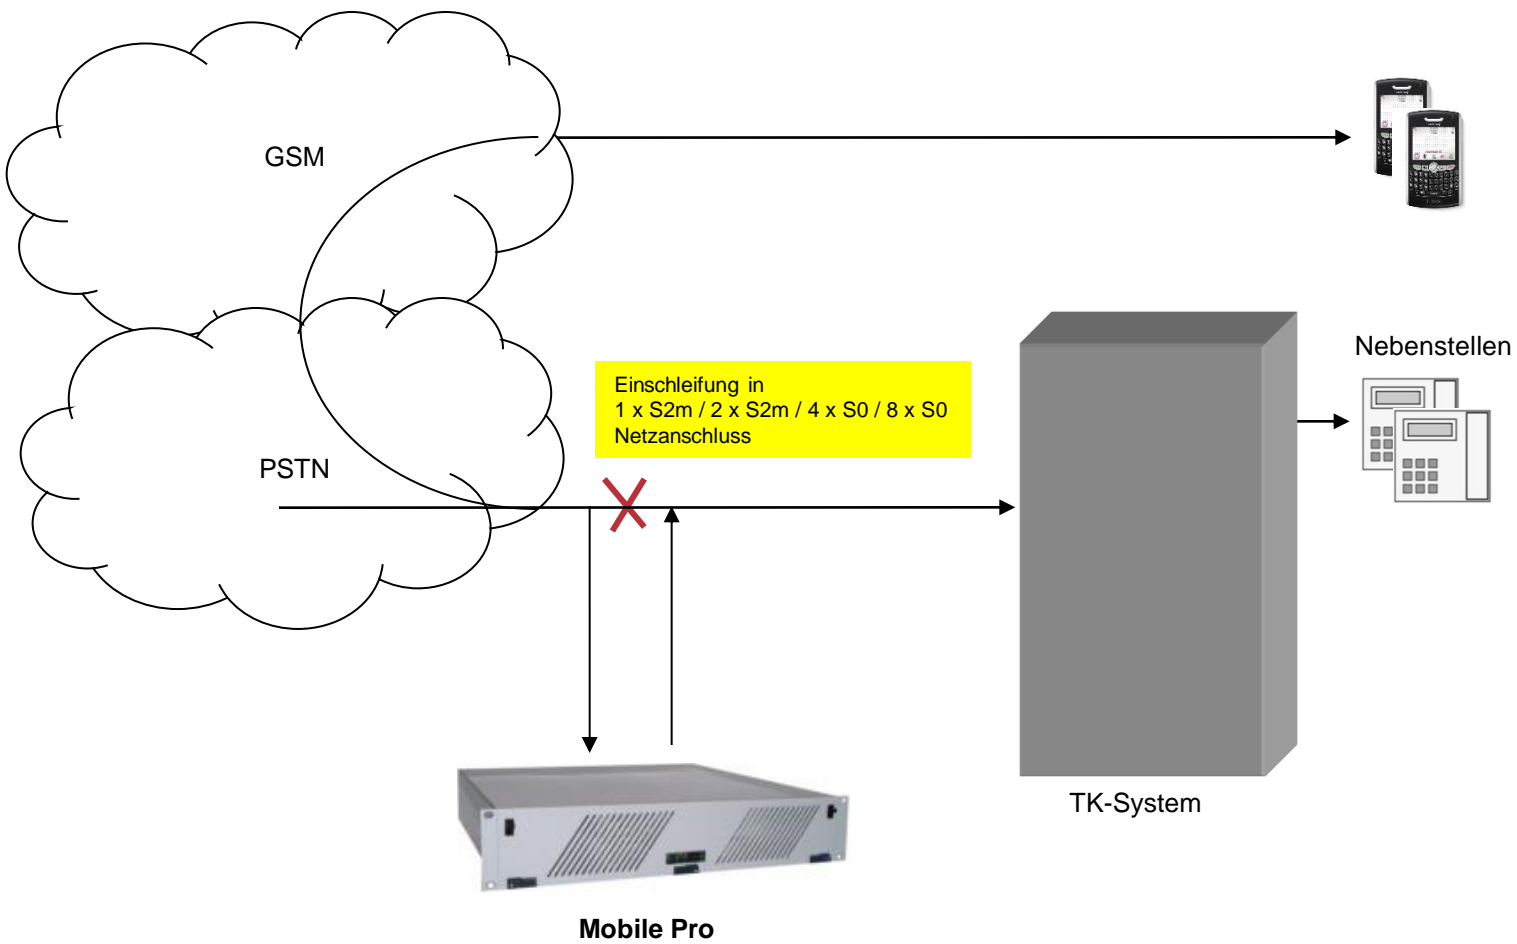 GSM
Nebenstellen
Einschleifung in
1 x S2m / 2 x S2m / 4 x S0 / 8 x S0
Netzanschluss
PSTN
TK-System
Mobile Pro